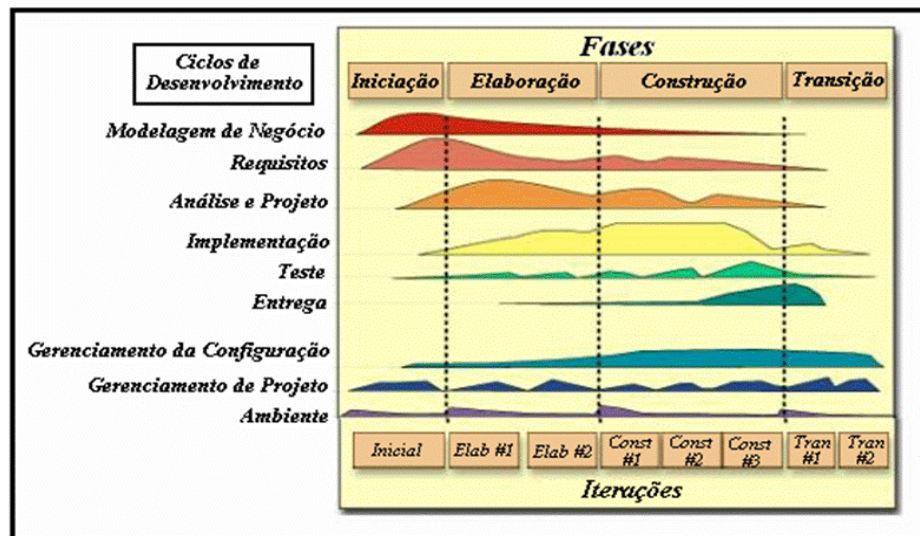 Fases
Ciclos de
Desenvolvimento
Iniciação Elaboração Construção Transição
Modelagem de Negócio
Requisitos
Análise e Projeto
Implementação
Teste
Entrega
Gerenciamento da Configuração
Gerenciamento de Projeto
Ambiente
Inicial Elab #1 Elab #2 Const #1 Const #2 Const #3 Tran #1 Tran #2
Iterações